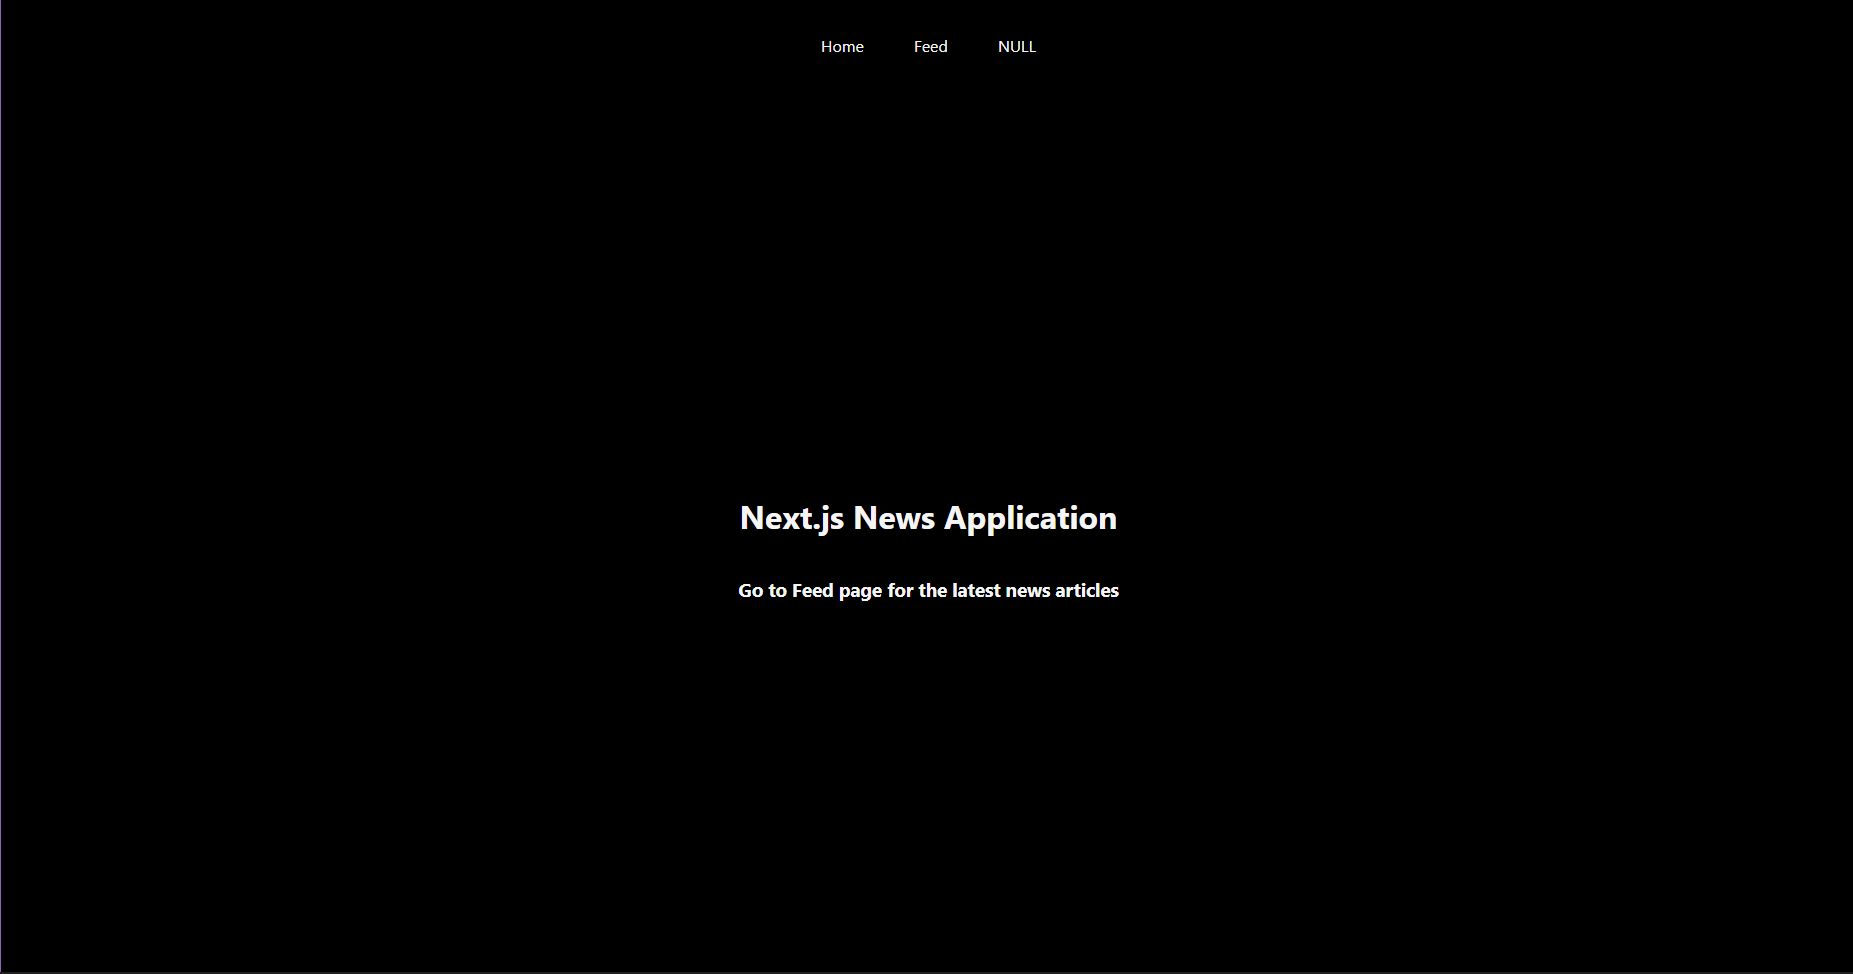 Home Feed NULL
Next.js News Application
Go to Feed page for the latest news articles